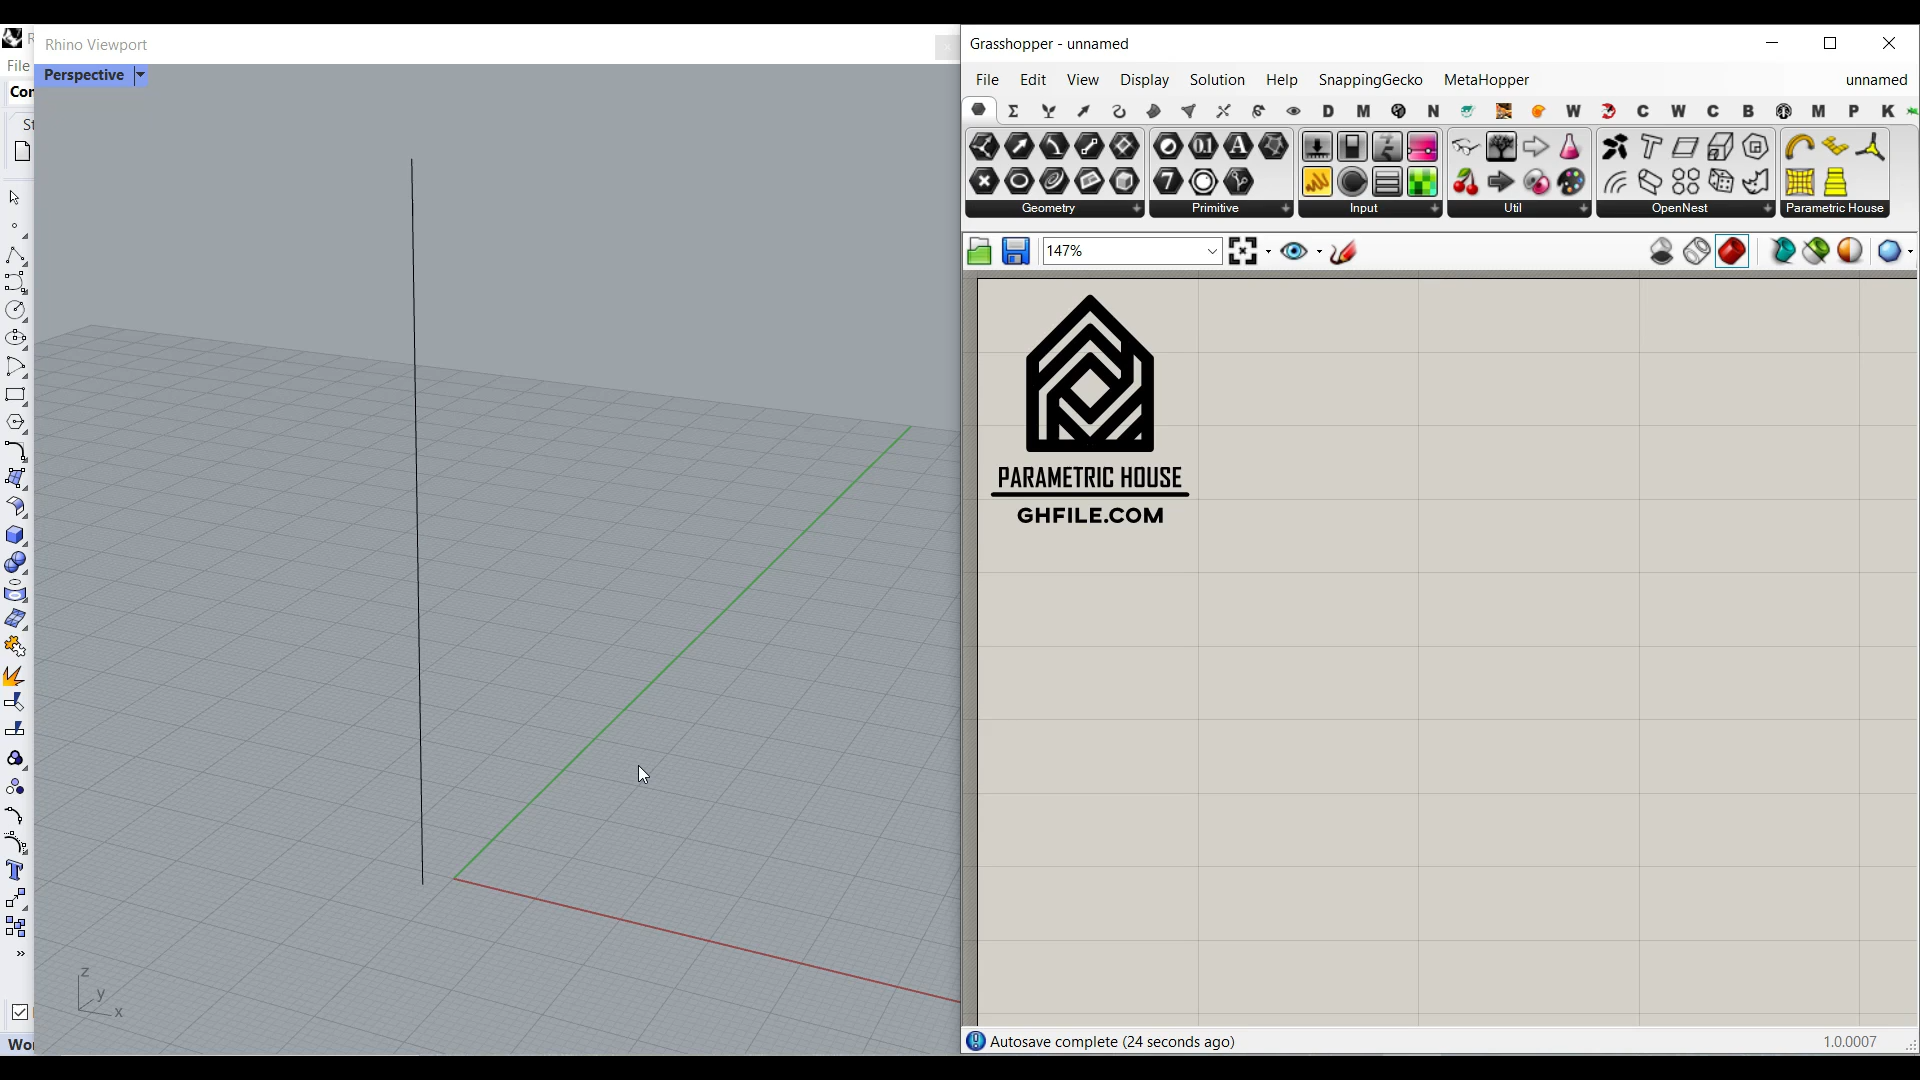 Rhino Viewport
Perspective
File
z
y
x
Grasshopper - unnamed
File Edit View Display Solution Help SnappingGecko MetaHopper unnamed
D M N W C W C B M P K
Geometry Primitive Input Util OpenNest Parametric House
147%
PARAMETRIC HOUSE
GHFILE.COM
Autosave complete (24 seconds ago) 1.0.0007